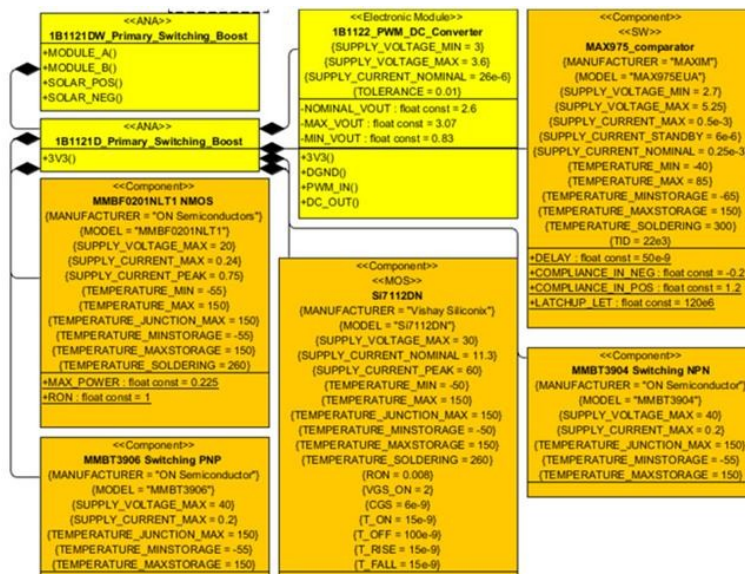 <<ANA>>
1B1121DW_Primary_Switching_Boost
+MODULE_A()
+MODULE_B()
+SOLAR_POS()
+SOLAR_NEG()
<<ANA>>
1B1121D_Primary_Switching_Boost
+3V3()
<<Electronic Module>>
1B1122_PWM_DC_Converter
{SUPPLY_VOLTAGE_MIN = 3}
{SUPPLY_VOLTAGE_MAX = 3.6}
{SUPPLY_CURRENT_NOMINAL = 26e-6}
{TOLERANCE = 0.01}
-NOMINAL_VOUT : float const = 2.6
-MAX_VOUT : float const = 3.07
-MIN_VOUT : float const = 0.83
+3V3()
+DGND()
+PWM_IN()
+DC_OUT()
<<Component>>
<<SW>>
MAX975_comparator
{MANUFACTURER = "MAXIM"}
{MODEL = "MAX975EUA"}
{SUPPLY_VOLTAGE_MIN = 2.7}
{SUPPLY_VOLTAGE_MAX = 5.25}
{SUPPLY_CURRENT_MAX = 0.5e-3}
{SUPPLY_CURRENT_STANDBY = 6e-6}
{SUPPLY_CURRENT_NOMINAL = 0.25e-3}
{TEMPERATURE_MIN = -40}
{TEMPERATURE_MAX = 85}
{TEMPERATURE_MINSTORAGE = -65}
{TEMPERATURE_MAXSTORAGE = 150}
{TEMPERATURE_SOLDERING = 300}
{TID = 22e3}
+DELAY : float const = 50e-9
+COMPLIANCE_IN_NEG : float const = -0.2
+COMPLIANCE_IN_POS : float const = 1.2
+LATCHUP_LET : float const = 120e6
<<Component>>
MMBF0201NLT1 NMOS
{MANUFACTURER = "ON Semiconductors"}
{MODEL = "MMBF0201NLT1"}
{SUPPLY_VOLTAGE_MAX = 20}
{SUPPLY_CURRENT_MAX = 0.24}
{SUPPLY_CURRENT_PEAK = 0.75}
{TEMPERATURE_MIN = -55}
{TEMPERATURE_MAX = 150}
{TEMPERATURE_JUNCTION_MAX = 150}
{TEMPERATURE_MINSTORAGE = -55}
{TEMPERATURE_MAXSTORAGE = 150}
{TEMPERATURE_SOLDERING = 260}
+MAX_POWER : float const = 0.225
+RON : float const = 1
<<Component>>
<<MOS>>
Si7112DN
{MANUFACTURER = "Vishay Siliconix"}
{MODEL = "Si7112DN"}
{SUPPLY_VOLTAGE_MAX = 30}
{SUPPLY_CURRENT_NOMINAL = 11.3}
{SUPPLY_CURRENT_PEAK = 60}
{TEMPERATURE_MIN = -50}
{TEMPERATURE_MAX = 150}
{TEMPERATURE_JUNCTION_MAX = 150}
{TEMPERATURE_MINSTORAGE = -50}
{TEMPERATURE_MAXSTORAGE = 150}
{TEMPERATURE_SOLDERING = 260}
{RON = 0.008}
{VGS_ON = 2}
{CGS = 6e-9}
{T_ON = 15e-9}
{T_OFF = 100e-9}
{T_RISE = 15e-9}
{T_FALL = 15e-9}
<<Component>>
MMBT3904 Switching NPN
{MANUFACTURER = "ON Semiconductor"}
{MODEL = "MMBT3904"}
{SUPPLY_VOLTAGE_MAX = 40}
{SUPPLY_CURRENT_MAX = 0.2}
{TEMPERATURE_JUNCTION_MAX = 150}
{TEMPERATURE_MINSTORAGE = -55}
{TEMPERATURE_MAXSTORAGE = 150}
<<Component>>
MMBT3906 Switching PNP
{MANUFACTURER = "ON Semiconductor"}
{MODEL = "MMBT3906"}
{SUPPLY_VOLTAGE_MAX = 40}
{SUPPLY_CURRENT_MAX = 0.2}
{TEMPERATURE_JUNCTION_MAX = 150}
{TEMPERATURE_MINSTORAGE = -55}
{TEMPERATURE_MAXSTORAGE = 150}